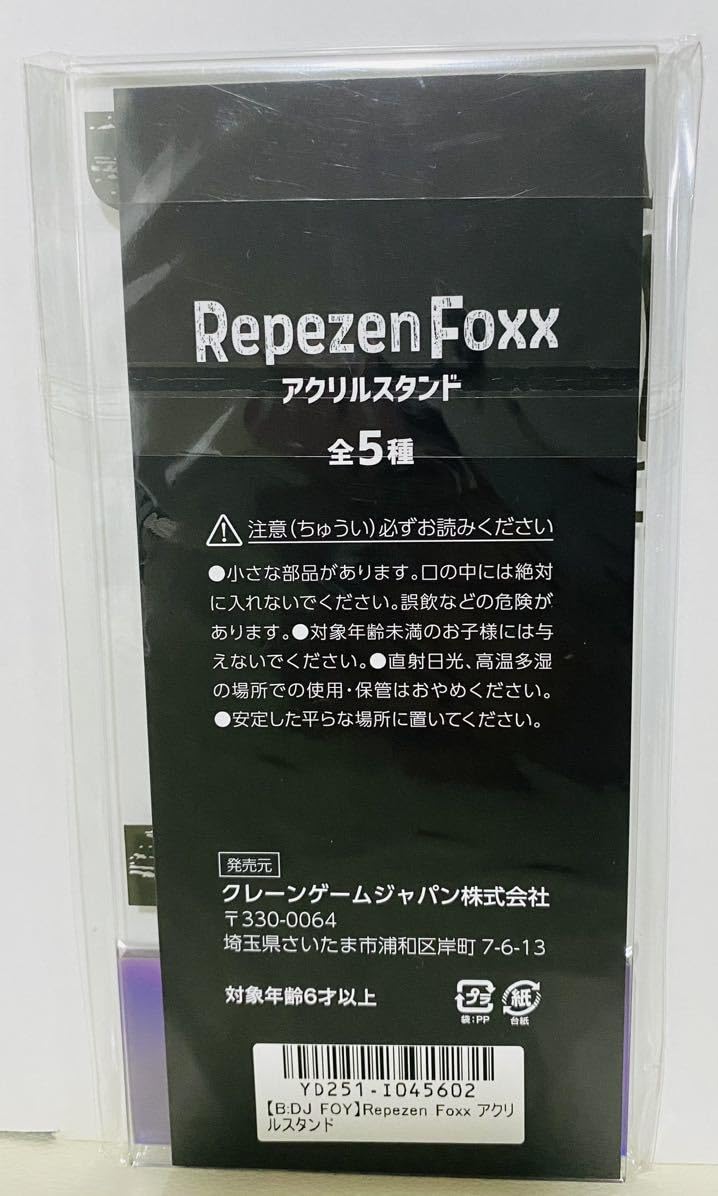 Repezen Foxx
アクリルスタンド
全5種
注意(ちゅうい)必ずお読みください
●小さな部品があります。口の中には絶対
に入れないでください。誤飲などの危険が
あります。●対象年齢未満のお子様には与
えないでください。●直射日光、高温多湿
の場所での使用・保管はおやめください。
●安定した平らな場所に置いてください。
発売元
クレーンゲームジャパン株式会社
〒330-0064
埼玉県さいたま市浦和区岸町 7-6-13
対象年齢6才以上
プラ 紙
袋:PP 台紙
YD251-I045602
【B:DJ FOY】Repezen Foxx アクリ
ルスタンド